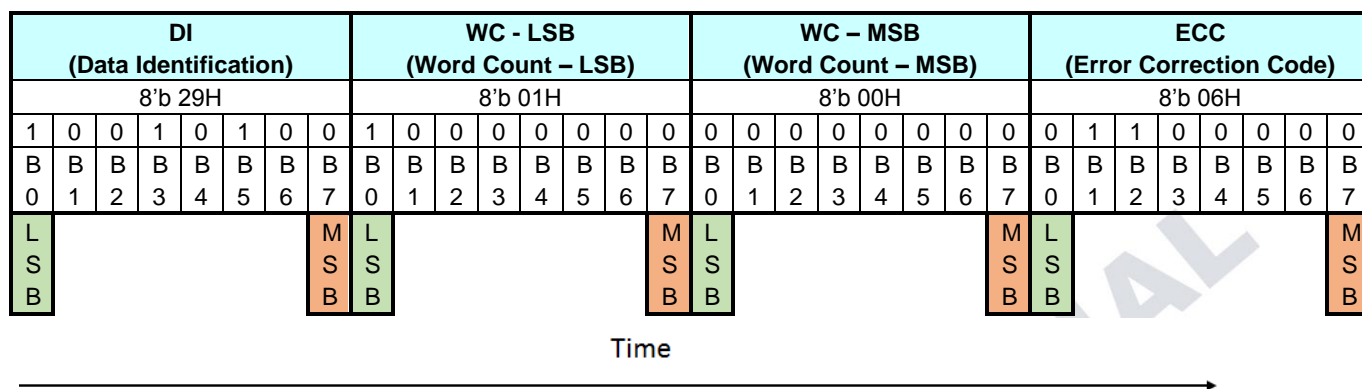 DI WC - LSB WC – MSB ECC
(Data Identification) (Word Count – LSB) (Word Count – MSB) (Error Correction Code)
8’b 29H 8’b 01H 8’b 00H 8’b 06H
1 0 0 1 0 1 0 0 1 0 0 0 0 0 0 0 0 0 0 0 0 0 0 0 0 1 1 0 0 0 0 0
B B B B B B B B B B B B B B B B B B B B B B B B B B B B B B B B
0 1 2 3 4 5 6 7 0 1 2 3 4 5 6 7 0 1 2 3 4 5 6 7 0 1 2 3 4 5 6 7
L M L M L M L M
S S S S S S S S
B B B B B B B B
Time